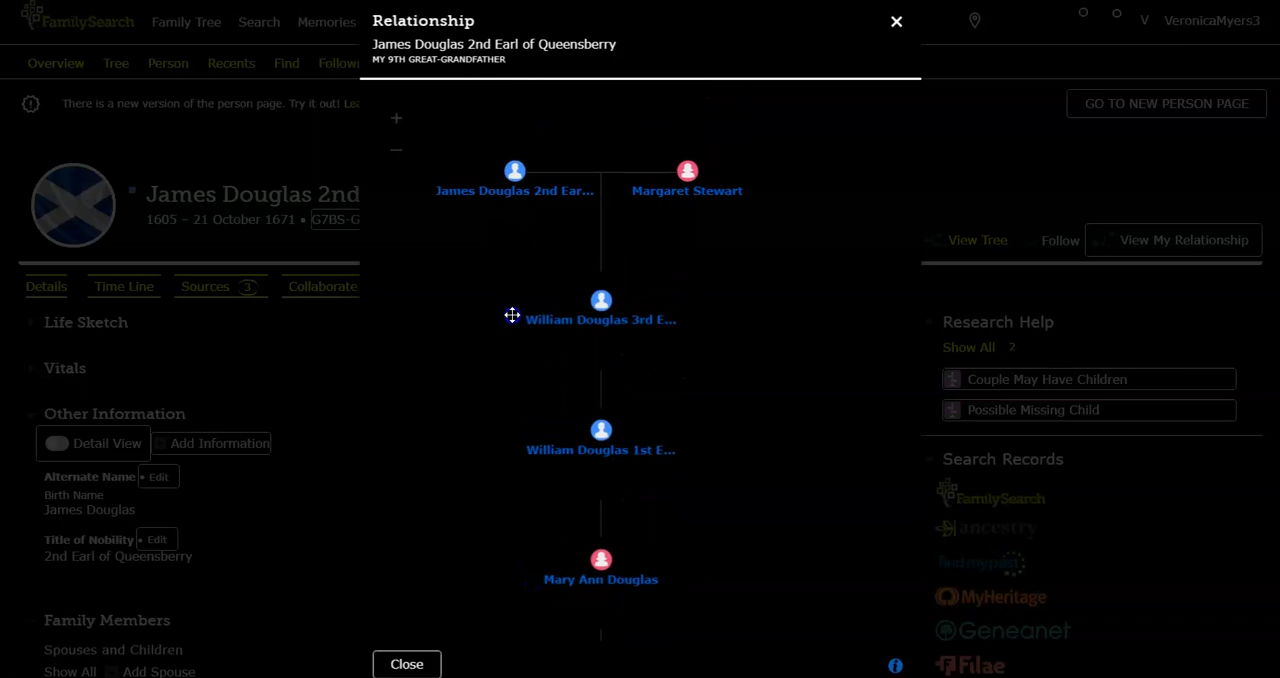 FamilySearch
Family Tree
Search
Memories
V
VeronicaMyers3
Overview
Tree
Person
Recents
Find
Followi
Relationship
James Douglas 2nd Earl of Queensberry
MY 9TH GREAT-GRANDFATHER
There is a new version of the person page. Try it out! Lea
GO TO NEW PERSON PAGE
James Douglas 2nd
1605 – 21 October 1671 • G7BS-G
View Tree
Follow
View My Relationship
Details
Time Line
Sources 3
Collaborate
James Douglas 2nd Ear...
Margaret Stewart
William Douglas 3rd E...
William Douglas 1st E...
Mary Ann Douglas
Close
Life Sketch
Vitals
Other Information
Detail View
Add Information
Alternate Name • Edit
Birth Name
James Douglas
Title of Nobility • Edit
2nd Earl of Queensberry
Family Members
Spouses and Children
Show All
Add Spouse
Research Help
Show All 2
Couple May Have Children
Possible Missing Child
Search Records
FamilySearch
ancestry
findmypast
MyHeritage
Geneanet
Filae